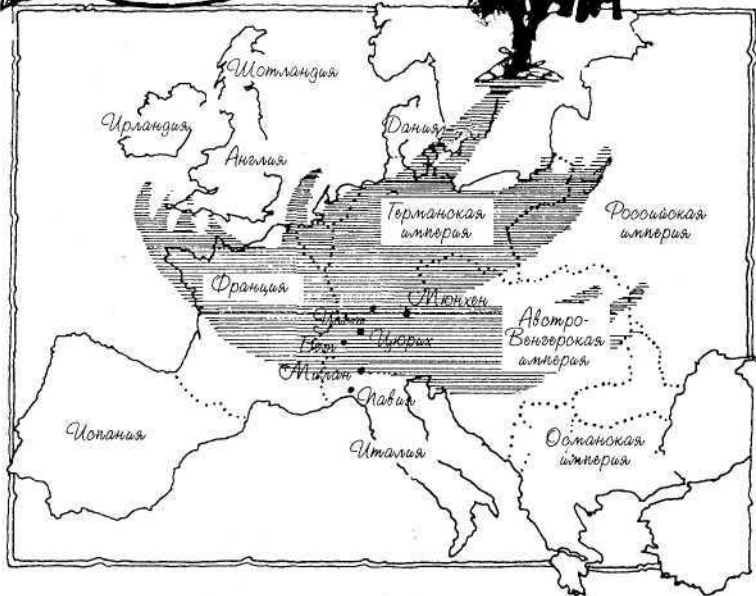 Шотландия
Ирландия
Дания
Англия
Германская
империя
Российская
империя
Франция
Мюнхен
Австро-
Венгерская
империя
Цюрих
Берн
Милан
Павия
Испания
Италия
Османская
империя